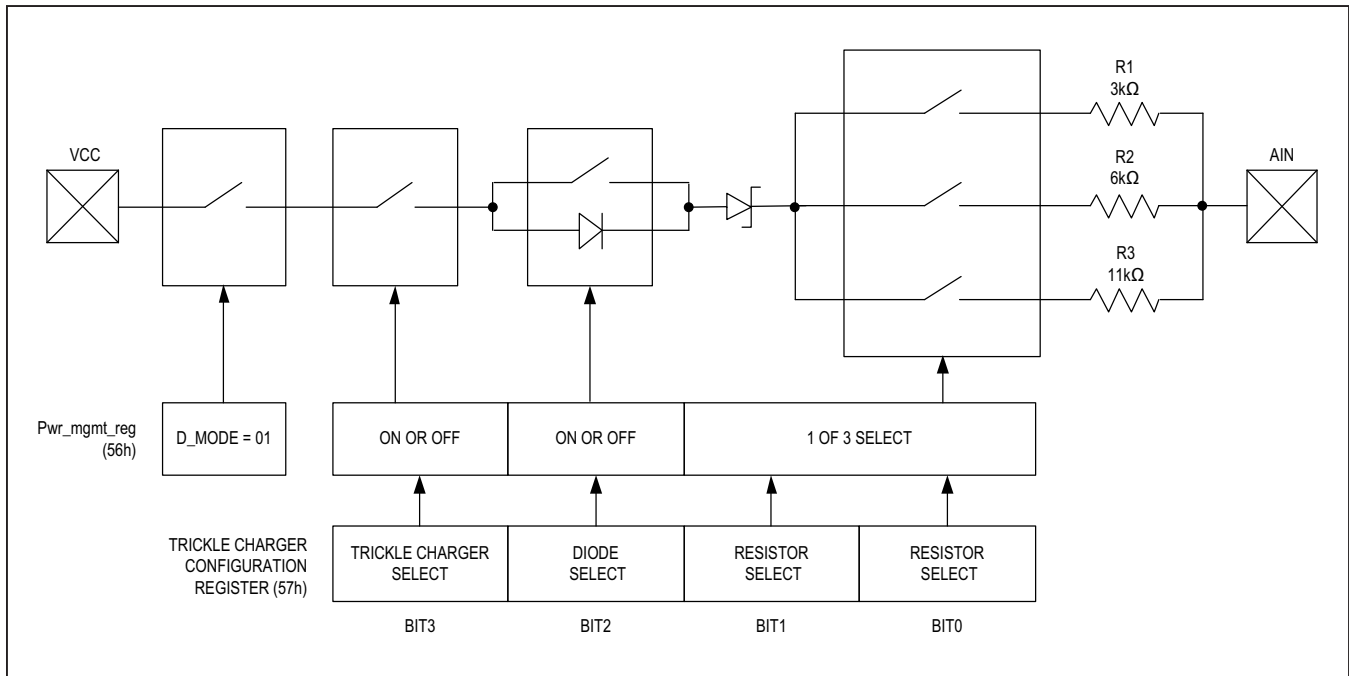 R1
3kΩ
VCC
R2
6kΩ
AIN
R3
11kΩ
Pwr_mgmt_reg
(56h)
D_MODE = 01
ON OR OFF
ON OR OFF
1 OF 3 SELECT
TRICKLE CHARGER
CONFIGURATION
REGISTER (57h)
TRICKLE CHARGER
SELECT
DIODE
SELECT
RESISTOR
SELECT
RESISTOR
SELECT
BIT3
BIT2
BIT1
BIT0